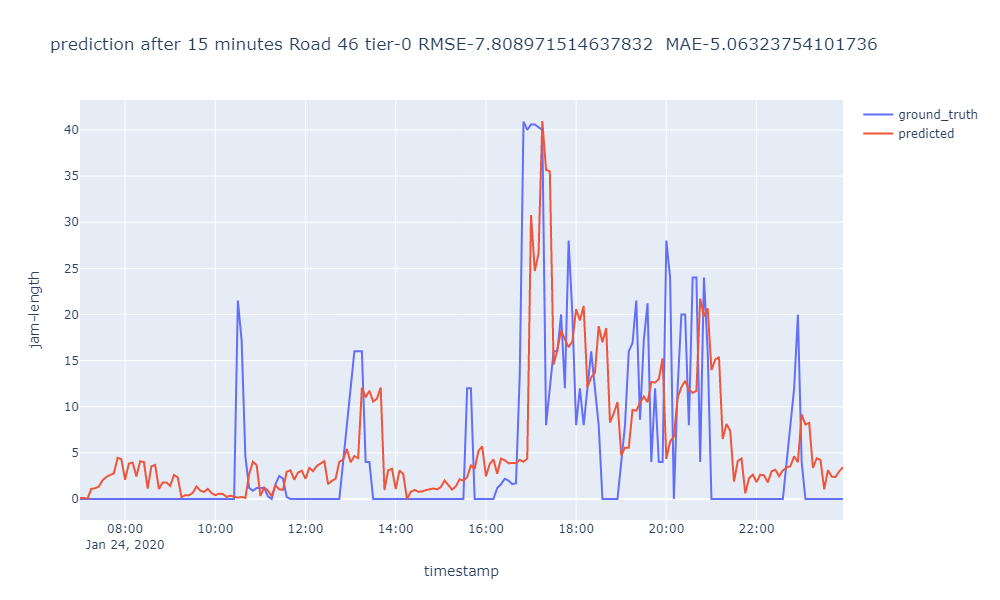 prediction after 15 minutes Road 46 tier-0 RMSE-7.808971514637832  MAE-5.06323754101736
ground_truth
predicted
jam-length
40
35
30
25
20
15
10
5
0
08:00 10:00 12:00 14:00 16:00 18:00 20:00 22:00
Jan 24, 2020
timestamp